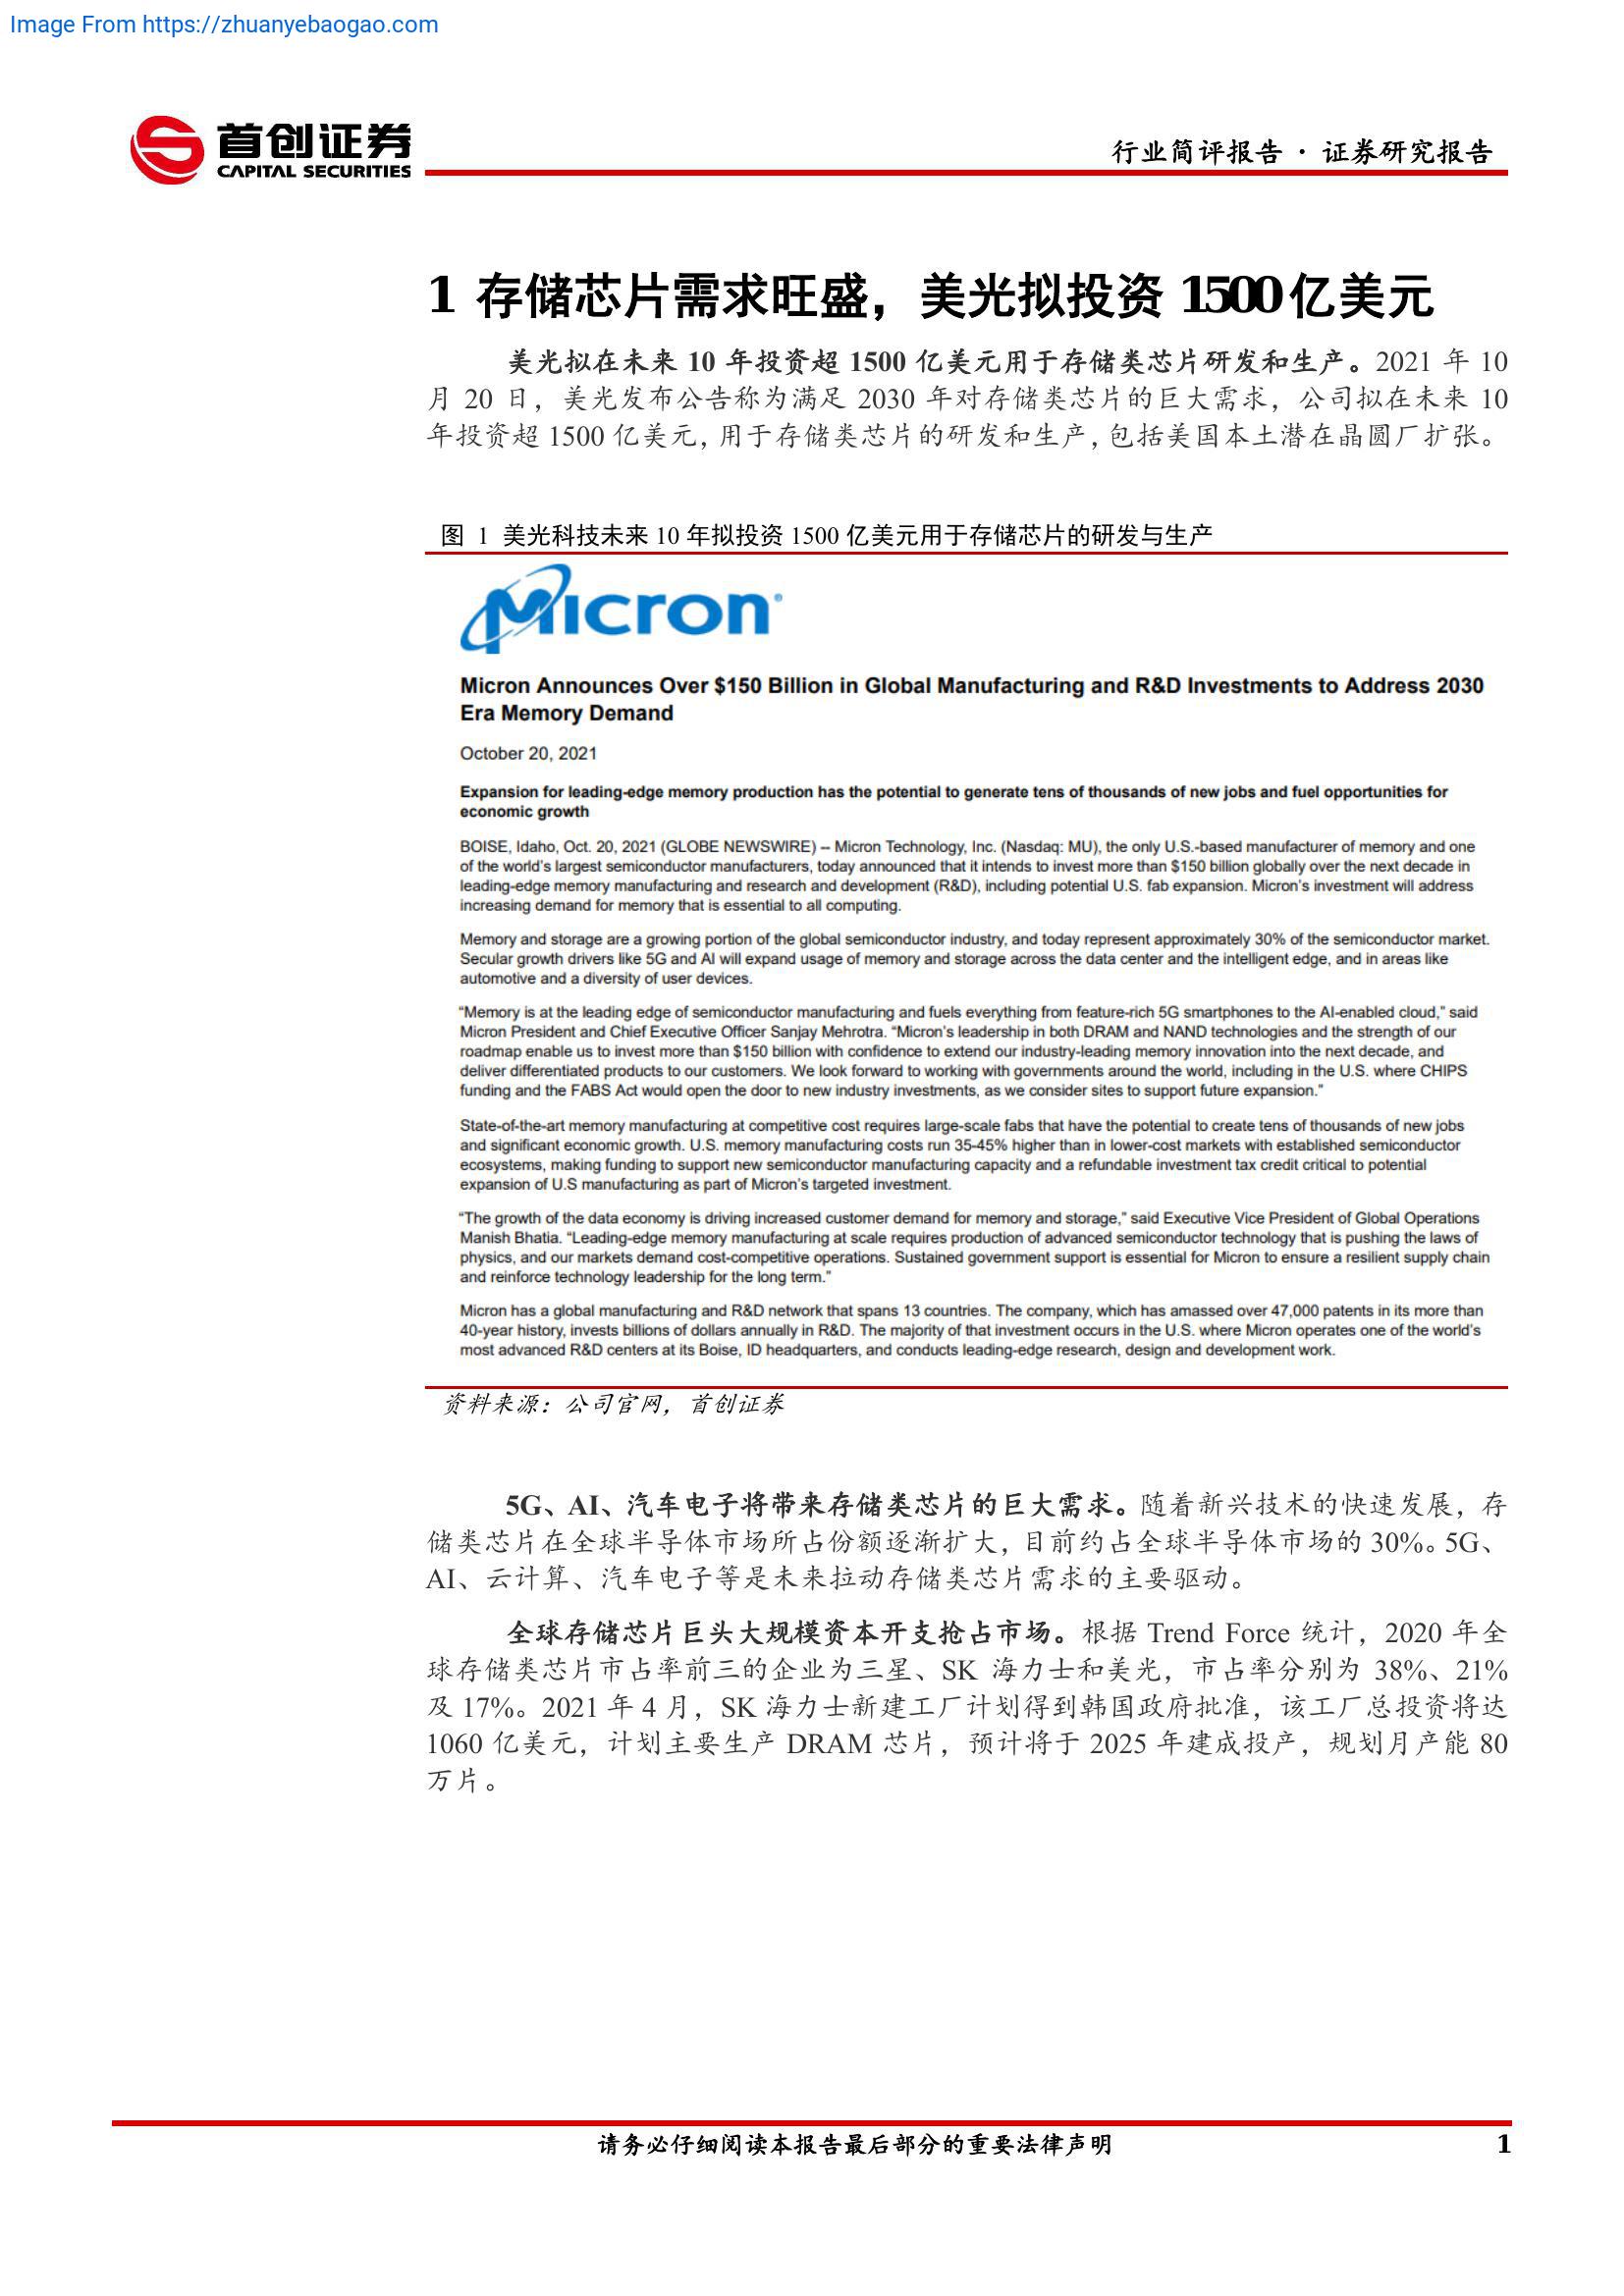 Image From https://zhuanyebaogao.com
首创证券
CAPITAL SECURITIES
行业简评报告 · 证券研究报告
1 存储芯片需求旺盛，美光拟投资 1500 亿美元
美光拟在未来 10 年投资超 1500 亿美元用于存储类芯片研发和生产。2021 年 10
月 20 日，美光发布公告称为满足 2030 年对存储类芯片的巨大需求，公司拟在未来 10
年投资超 1500 亿美元，用于存储类芯片的研发和生产，包括美国本土潜在晶圆厂扩张。
图 1 美光科技未来 10 年拟投资 1500 亿美元用于存储芯片的研发与生产
Micron®
Micron Announces Over $150 Billion in Global Manufacturing and R&D Investments to Address 2030
Era Memory Demand
October 20, 2021
Expansion for leading-edge memory production has the potential to generate tens of thousands of new jobs and fuel opportunities for
economic growth
BOISE, Idaho, Oct. 20, 2021 (GLOBE NEWSWIRE) -- Micron Technology, Inc. (Nasdaq: MU), the only U.S.-based manufacturer of memory and one
of the world's largest semiconductor manufacturers, today announced that it intends to invest more than $150 billion globally over the next decade in
leading-edge memory manufacturing and research and development (R&D), including potential U.S. fab expansion. Micron's investment will address
increasing demand for memory that is essential to all computing.
Memory and storage are a growing portion of the global semiconductor industry, and today represent approximately 30% of the semiconductor market.
Secular growth drivers like 5G and AI will expand usage of memory and storage across the data center and the intelligent edge, and in areas like
automotive and a diversity of user devices.
“Memory is at the leading edge of semiconductor manufacturing and fuels everything from feature-rich 5G smartphones to the AI-enabled cloud,” said
Micron President and Chief Executive Officer Sanjay Mehrotra. “Micron's leadership in both DRAM and NAND technologies and the strength of our
roadmap enable us to invest more than $150 billion with confidence to extend our industry-leading memory innovation into the next decade, and
deliver differentiated products to our customers. We look forward to working with governments around the world, including in the U.S. where CHIPS
funding and the FABS Act would open the door to new industry investments, as we consider sites to support future expansion.”
State-of-the-art memory manufacturing at competitive cost requires large-scale fabs that have the potential to create tens of thousands of new jobs
and significant economic growth. U.S. memory manufacturing costs run 35-45% higher than in lower-cost markets with established semiconductor
ecosystems, making funding to support new semiconductor manufacturing capacity and a refundable investment tax credit critical to potential
expansion of U.S manufacturing as part of Micron's targeted investment.
“The growth of the data economy is driving increased customer demand for memory and storage,” said Executive Vice President of Global Operations
Manish Bhatia. “Leading-edge memory manufacturing at scale requires production of advanced semiconductor technology that is pushing the laws of
physics, and our markets demand cost-competitive operations. Sustained government support is essential for Micron to ensure a resilient supply chain
and reinforce technology leadership for the long term.”
Micron has a global manufacturing and R&D network that spans 13 countries. The company, which has amassed over 47,000 patents in its more than
40-year history, invests billions of dollars annually in R&D. The majority of that investment occurs in the U.S. where Micron operates one of the world's
most advanced R&D centers at its Boise, ID headquarters, and conducts leading-edge research, design and development work.
资料来源：公司官网，首创证券
5G、AI、汽车电子将带来存储类芯片的巨大需求。随着新兴技术的快速发展，存
储类芯片在全球半导体市场所占份额逐渐扩大，目前约占全球半导体市场的 30%。5G、
AI、云计算、汽车电子等是未来拉动存储类芯片需求的主要驱动。
全球存储芯片巨头大规模资本开支抢占市场。根据 Trend Force 统计，2020 年全
球存储类芯片市占率前三的企业为三星、SK 海力士和美光，市占率分别为 38%、21%
及 17%。2021 年 4 月，SK 海力士新建工厂计划得到韩国政府批准，该工厂总投资将达
1060 亿美元，计划主要生产 DRAM 芯片，预计将于 2025 年建成投产，规划月产能 80
万片。
请务必仔细阅读本报告最后部分的重要法律声明
1